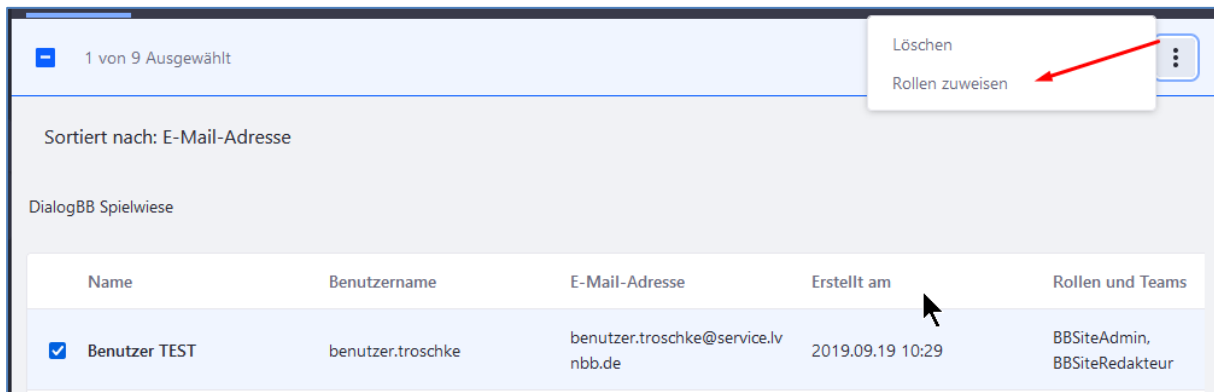 Löschen
1 von 9 Ausgewählt
Rollen zuweisen
Sortiert nach: E-Mail-Adresse
DialogBB Spielwiese
Name Benutzername E-Mail-Adresse Erstellt am Rollen und Teams
Benutzer TEST benutzer.troschke benutzer.troschke@service.lv 2019.09.19 10:29 BBSiteAdmin,
nbb.de BBSiteRedakteur